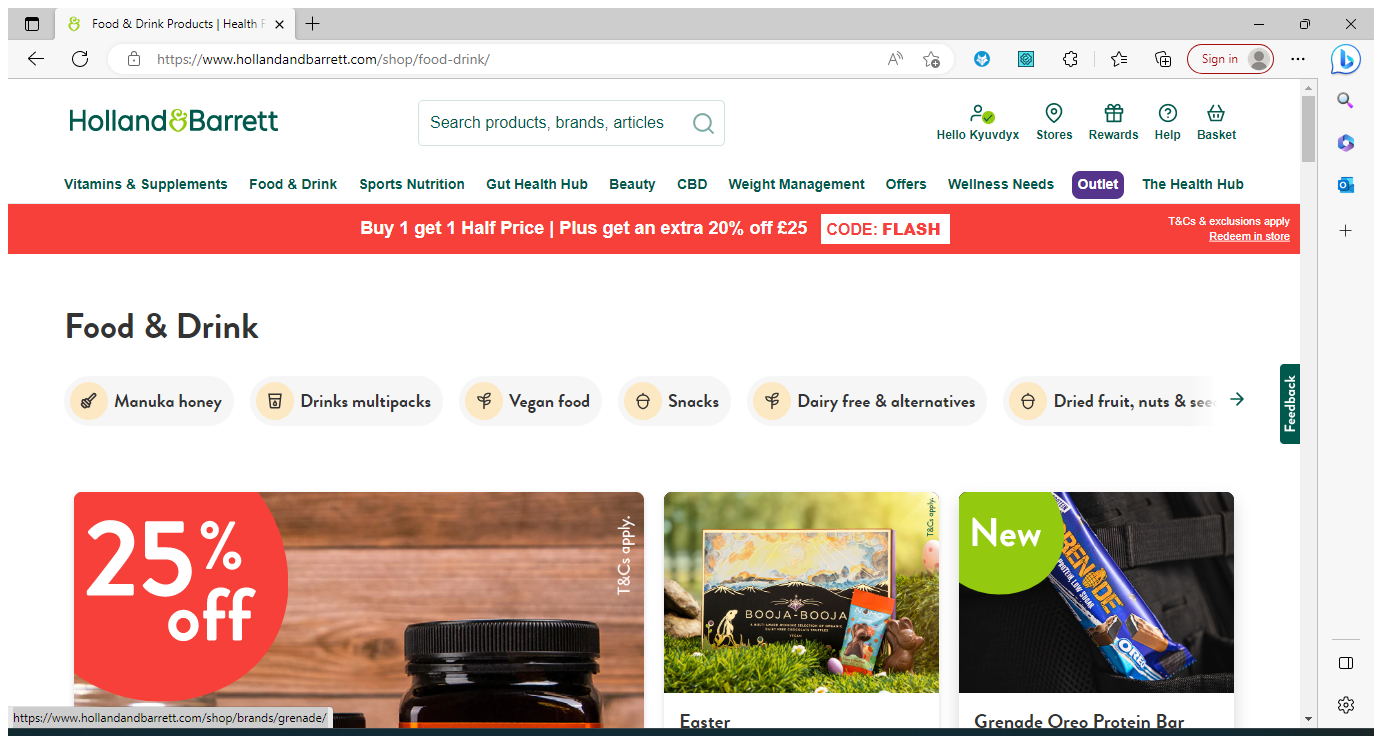 Food & Drink Products | Health F
https://www.hollandandbarrett.com/shop/food-drink/
Sign in
Holland&Barrett
Search products, brands, articles
Hello Kyuvdyx
Stores
Rewards
Help
Basket
Vitamins & Supplements
Food & Drink
Sports Nutrition
Gut Health Hub
Beauty
CBD
Weight Management
Offers
Wellness Needs
Outlet
The Health Hub
Buy 1 get 1 Half Price | Plus get an extra 20% off £25
CODE: FLASH
T&Cs & exclusions apply
Redeem in store
Food & Drink
Manuka honey
Drinks multipacks
Vegan food
Snacks
Dairy free & alternatives
Dried fruit, nuts & see
Feedback
25%
off
T&Cs apply.
T&Cs apply.
BOOJA-BOOJA
VEGAN
New
GRENADE
PROTEIN, LOW SUGAR
OREO
https://www.hollandandbarrett.com/shop/brands/grenade/
Easter
Grenade Oreo Protein Bar